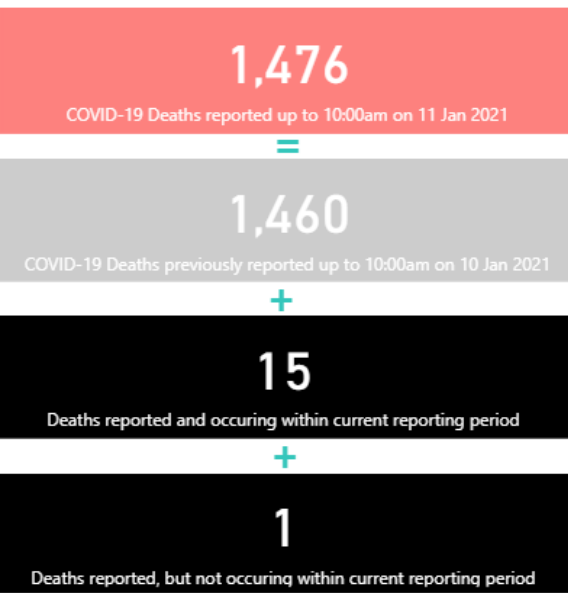 1,476
COVID-19 Deaths reported up to 10:00am on 11 Jan 2021
=
1,460
COVID-19 Deaths previously reported up to 10:00am on 10 Jan 2021
+
15
Deaths reported and occuring within current reporting period
+
1
Deaths reported, but not occuring within current reporting period